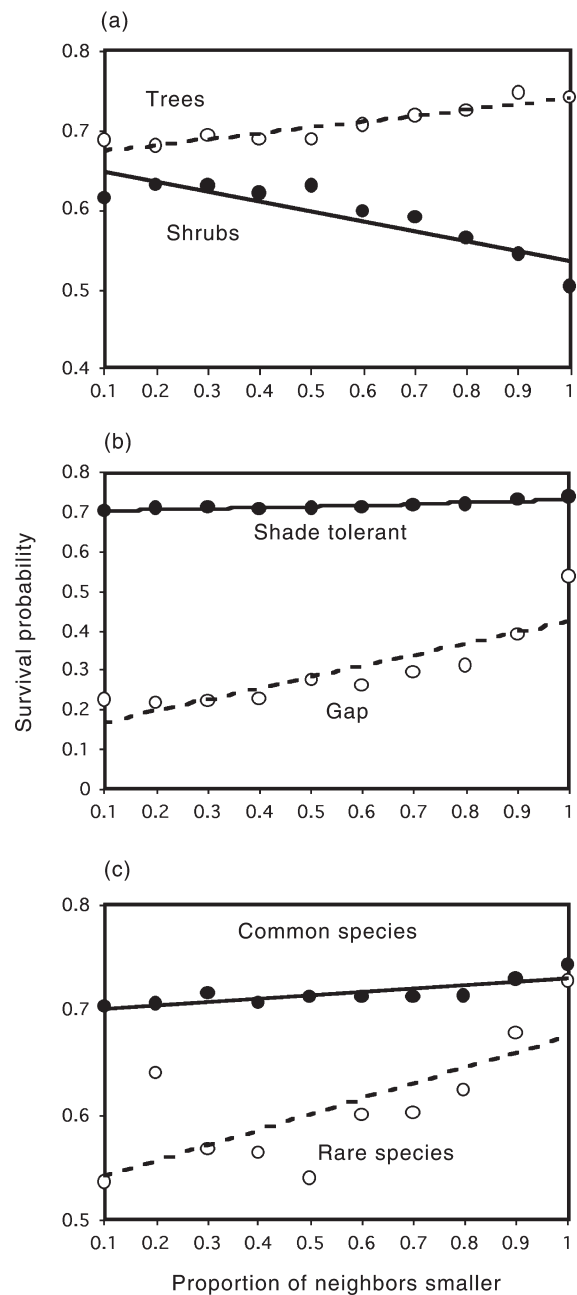 (a)
0.8
0.7
0.6
0.5
0.4
Trees
Shrubs
0.1 0.2 0.3 0.4 0.5 0.6 0.7 0.8 0.9 1
(b)
0.8
0.7
0.6
0.5
0.4
0.3
0.2
0.1
0
Shade tolerant
Gap
0.1 0.2 0.3 0.4 0.5 0.6 0.7 0.8 0.9 1
Survival probability
(c)
0.8
0.7
0.6
0.5
Common species
Rare species
0.1 0.2 0.3 0.4 0.5 0.6 0.7 0.8 0.9 1
Proportion of neighbors smaller